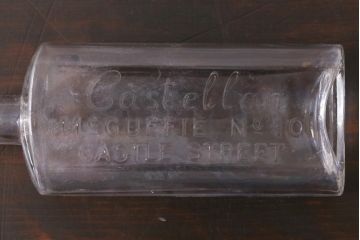 Castellan
MCGUFFIE No 10
CASTLE STREET